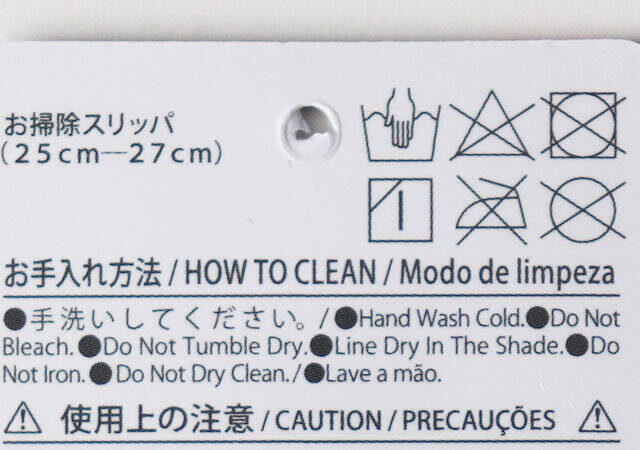 お掃除スリッパ
(25cm―27cm)
お手入れ方法 / HOW TO CLEAN / Modo de limpeza
●手洗いしてください。/ ●Hand Wash Cold.●Do Not
Bleach.●Do Not Tumble Dry.●Line Dry In The Shade.●Do
Not Iron.●Do Not Dry Clean./●Lave a mão.
⚠ 使用上の注意 / CAUTION / PRECAUÇÕES ⚠